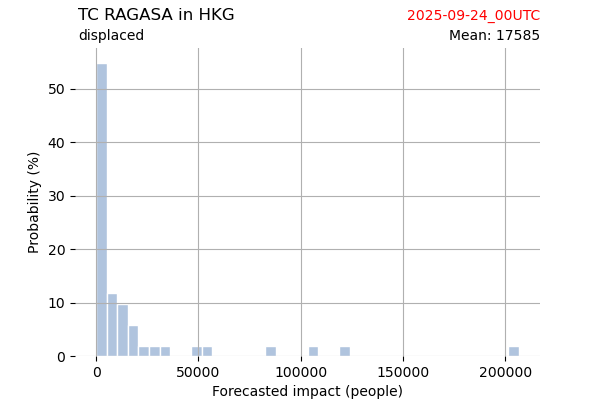 TC RAGASA in HKG
2025-09-24_00UTC
displaced
Mean: 17585
50
40
30
20
10
0
Probability (%)
0
50000
100000
150000
200000
Forecasted impact (people)